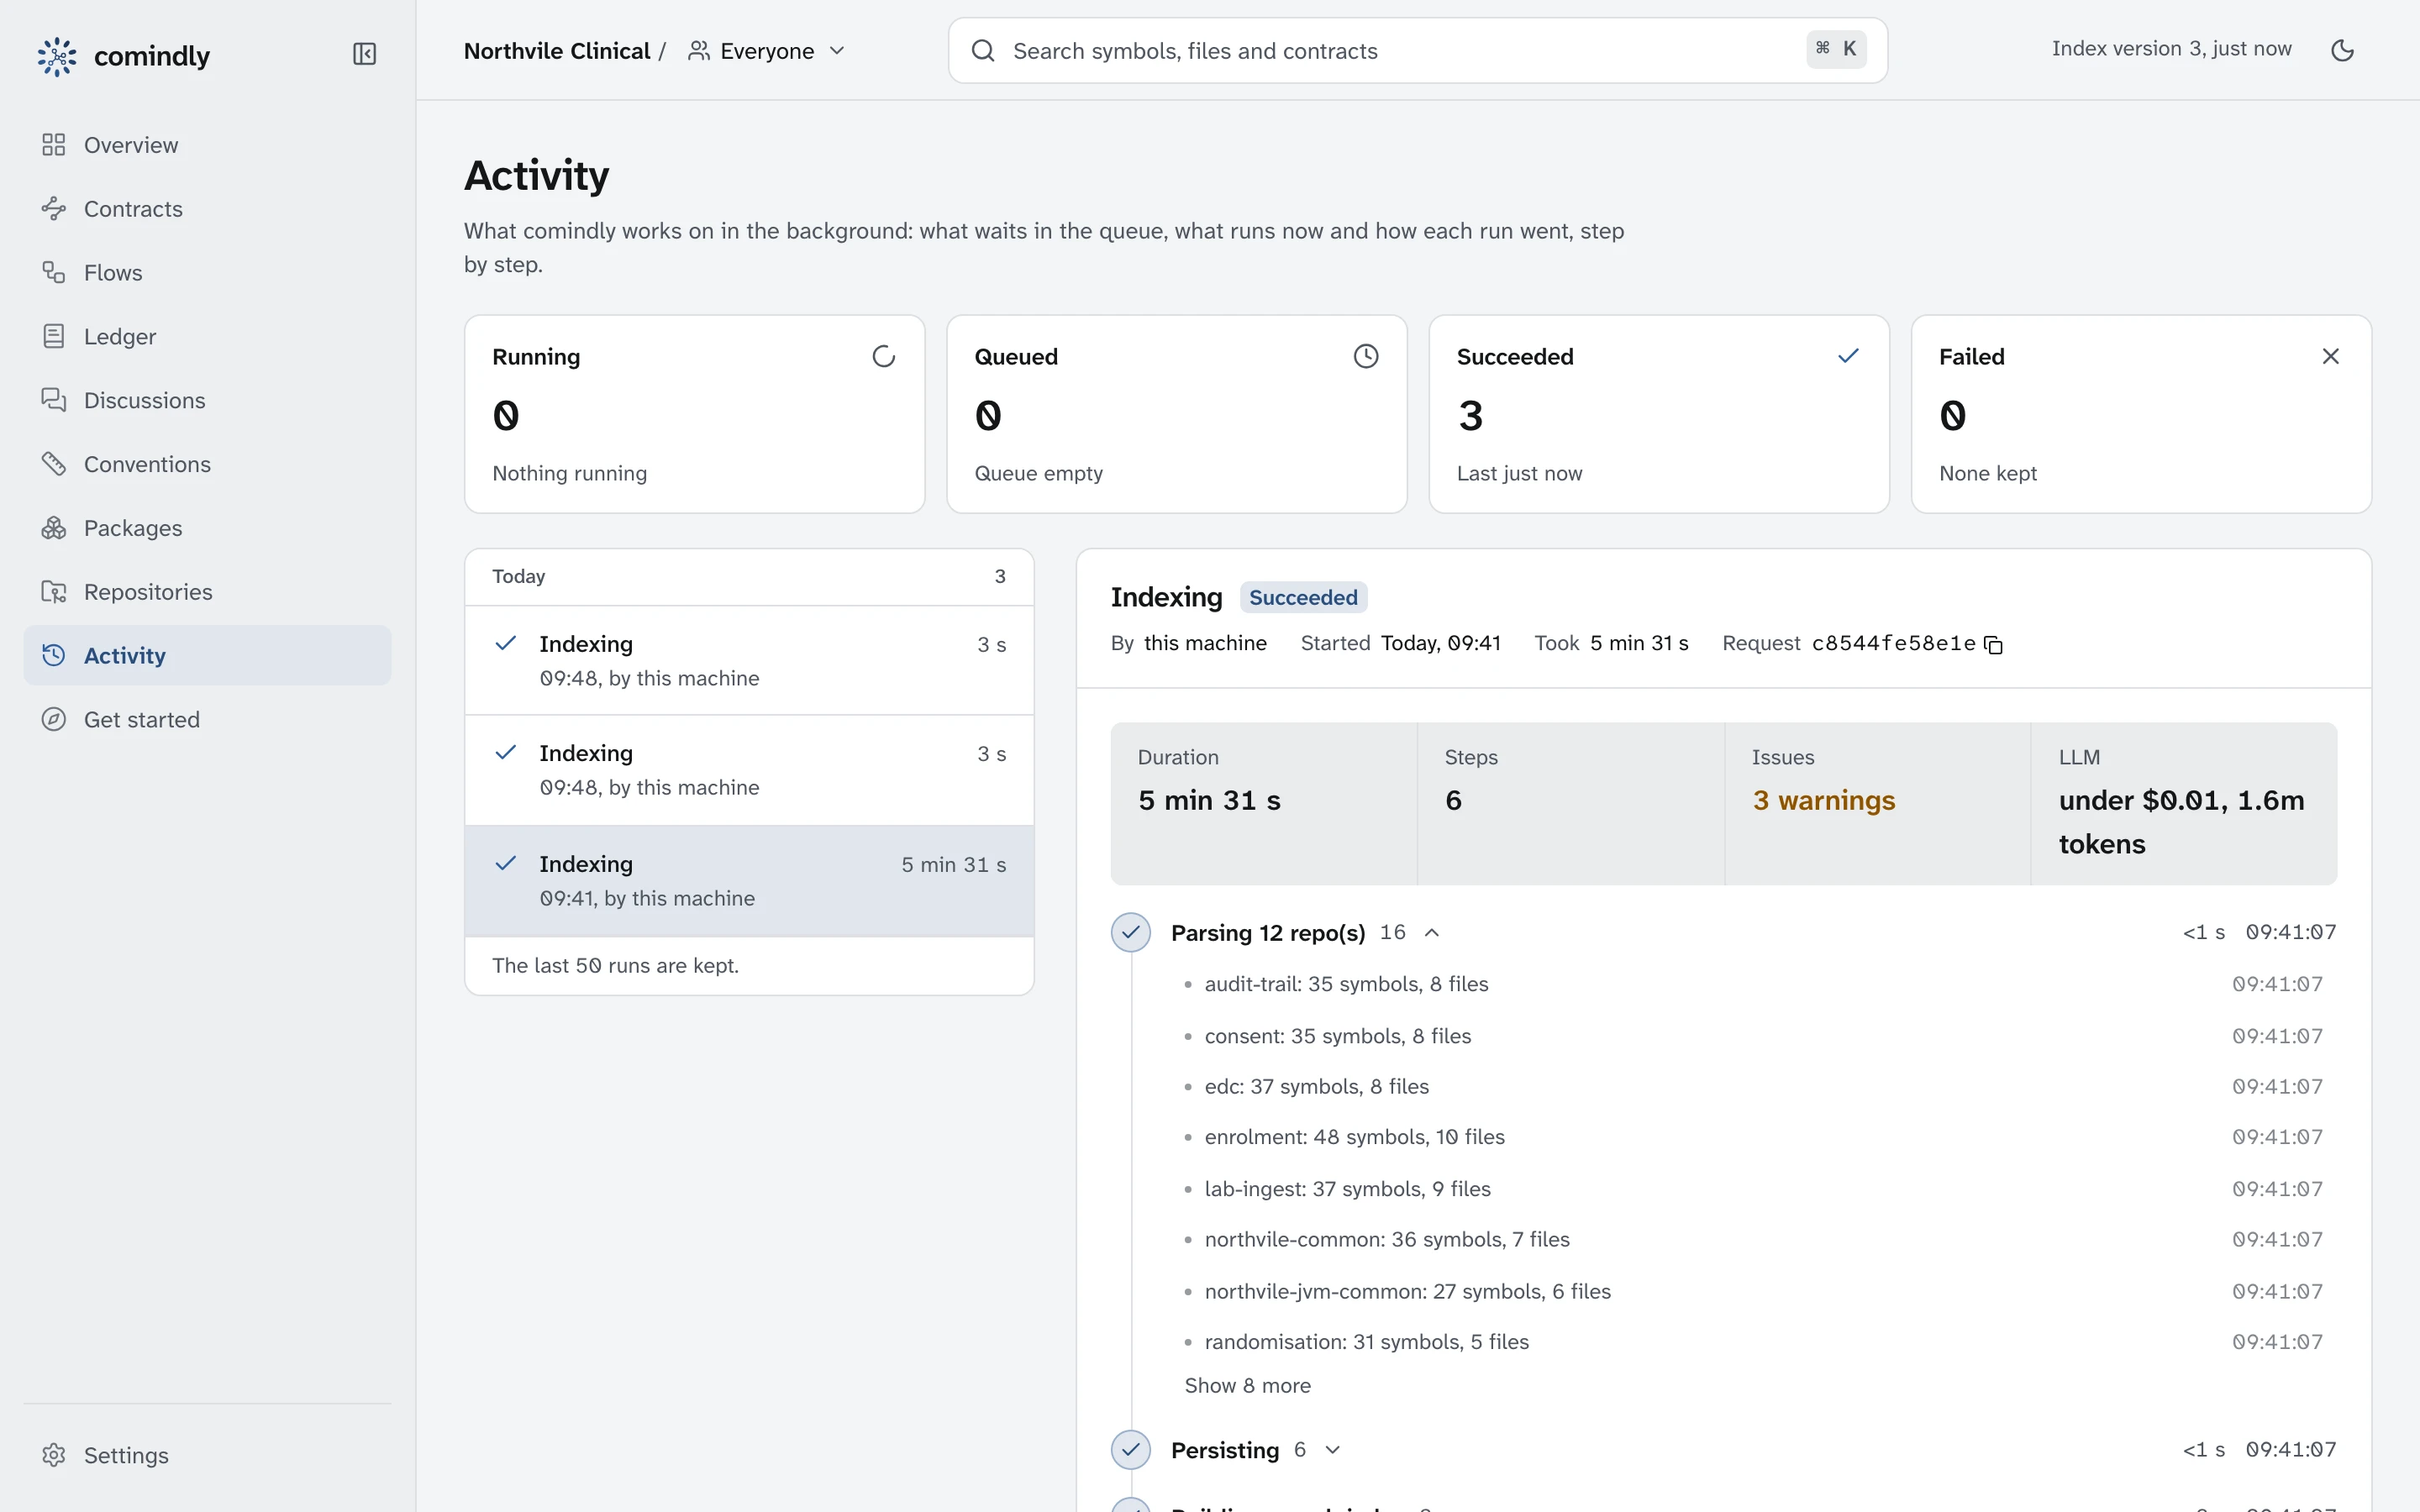 comindly
Overview
Contracts
Flows
Ledger
Discussions
Conventions
Packages
Repositories
Activity
Get started
Settings
Northvile Clinical / Everyone
Search symbols, files and contracts
⌘ K
Index version 3, just now
Activity
What comindly works on in the background: what waits in the queue, what runs now and how each run went, step
by step.
Running
0
Nothing running
Queued
0
Queue empty
Succeeded
3
Last just now
Failed
0
None kept
Today 3
Indexing 3 s
09:48, by this machine
Indexing 3 s
09:48, by this machine
Indexing 5 min 31 s
09:41, by this machine
The last 50 runs are kept.
Indexing Succeeded
By this machine Started Today, 09:41 Took 5 min 31 s Request c8544fe58e1e
Duration
5 min 31 s
Steps
6
Issues
3 warnings
LLM
under $0.01, 1.6m
tokens
Parsing 12 repo(s) 16 <1 s 09:41:07
audit-trail: 35 symbols, 8 files 09:41:07
consent: 35 symbols, 8 files 09:41:07
edc: 37 symbols, 8 files 09:41:07
enrolment: 48 symbols, 10 files 09:41:07
lab-ingest: 37 symbols, 9 files 09:41:07
northvile-common: 36 symbols, 7 files 09:41:07
northvile-jvm-common: 27 symbols, 6 files 09:41:07
randomisation: 31 symbols, 5 files 09:41:07
Show 8 more
Persisting 6 <1 s 09:41:07